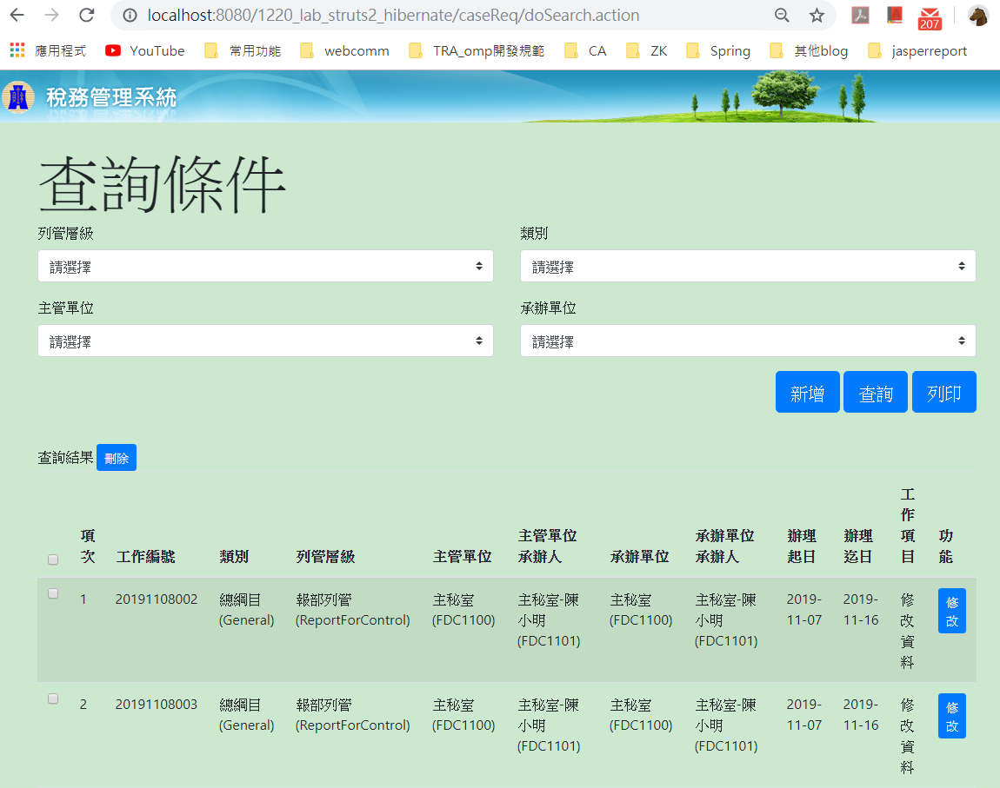 localhost:8080/1220_lab_struts2_hibernate/caseReq/doSearch.action
207
應用程式 YouTube 常用功能 webcomm TRA_omp開發規範 CA ZK Spring 其他blog jasperreport
稅務管理系統
查詢條件
列管層級 類別
請選擇 請選擇
主管單位 承辦單位
請選擇 請選擇
新增 查詢 列印
查詢結果 刪除
項次 工作編號 類別 列管層級 主管單位 主管單位承辦人 承辦單位 承辦單位承辦人 辦理起日 辦理迄日 工作項目 功能
1 20191108002 總綱目(General) 報部列管(ReportForControl) 主秘室(FDC1100) 主秘室-陳小明(FDC1101) 主秘室(FDC1100) 主秘室-陳小明(FDC1101) 2019-11-07 2019-11-16 修改資料 修改
2 20191108003 總綱目(General) 報部列管(ReportForControl) 主秘室(FDC1100) 主秘室-陳小明(FDC1101) 主秘室(FDC1100) 主秘室-陳小明(FDC1101) 2019-11-07 2019-11-16 修改資料 修改